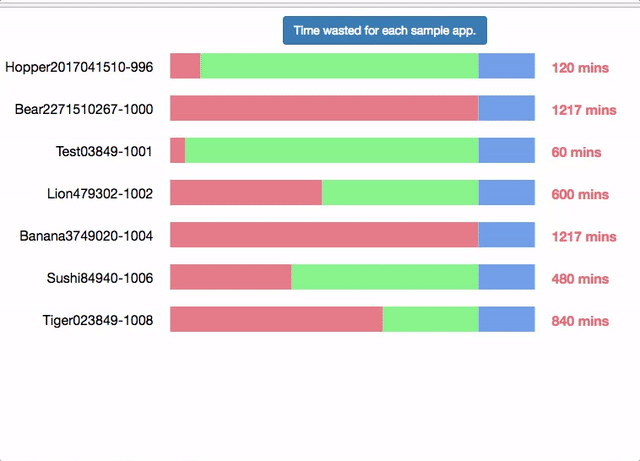 Time wasted for each sample app.
Hopper2017041510-996 120 mins
Bear2271510267-1000 1217 mins
Test03849-1001 60 mins
Lion479302-1002 600 mins
Banana3749020-1004 1217 mins
Sushi84940-1006 480 mins
Tiger023849-1008 840 mins